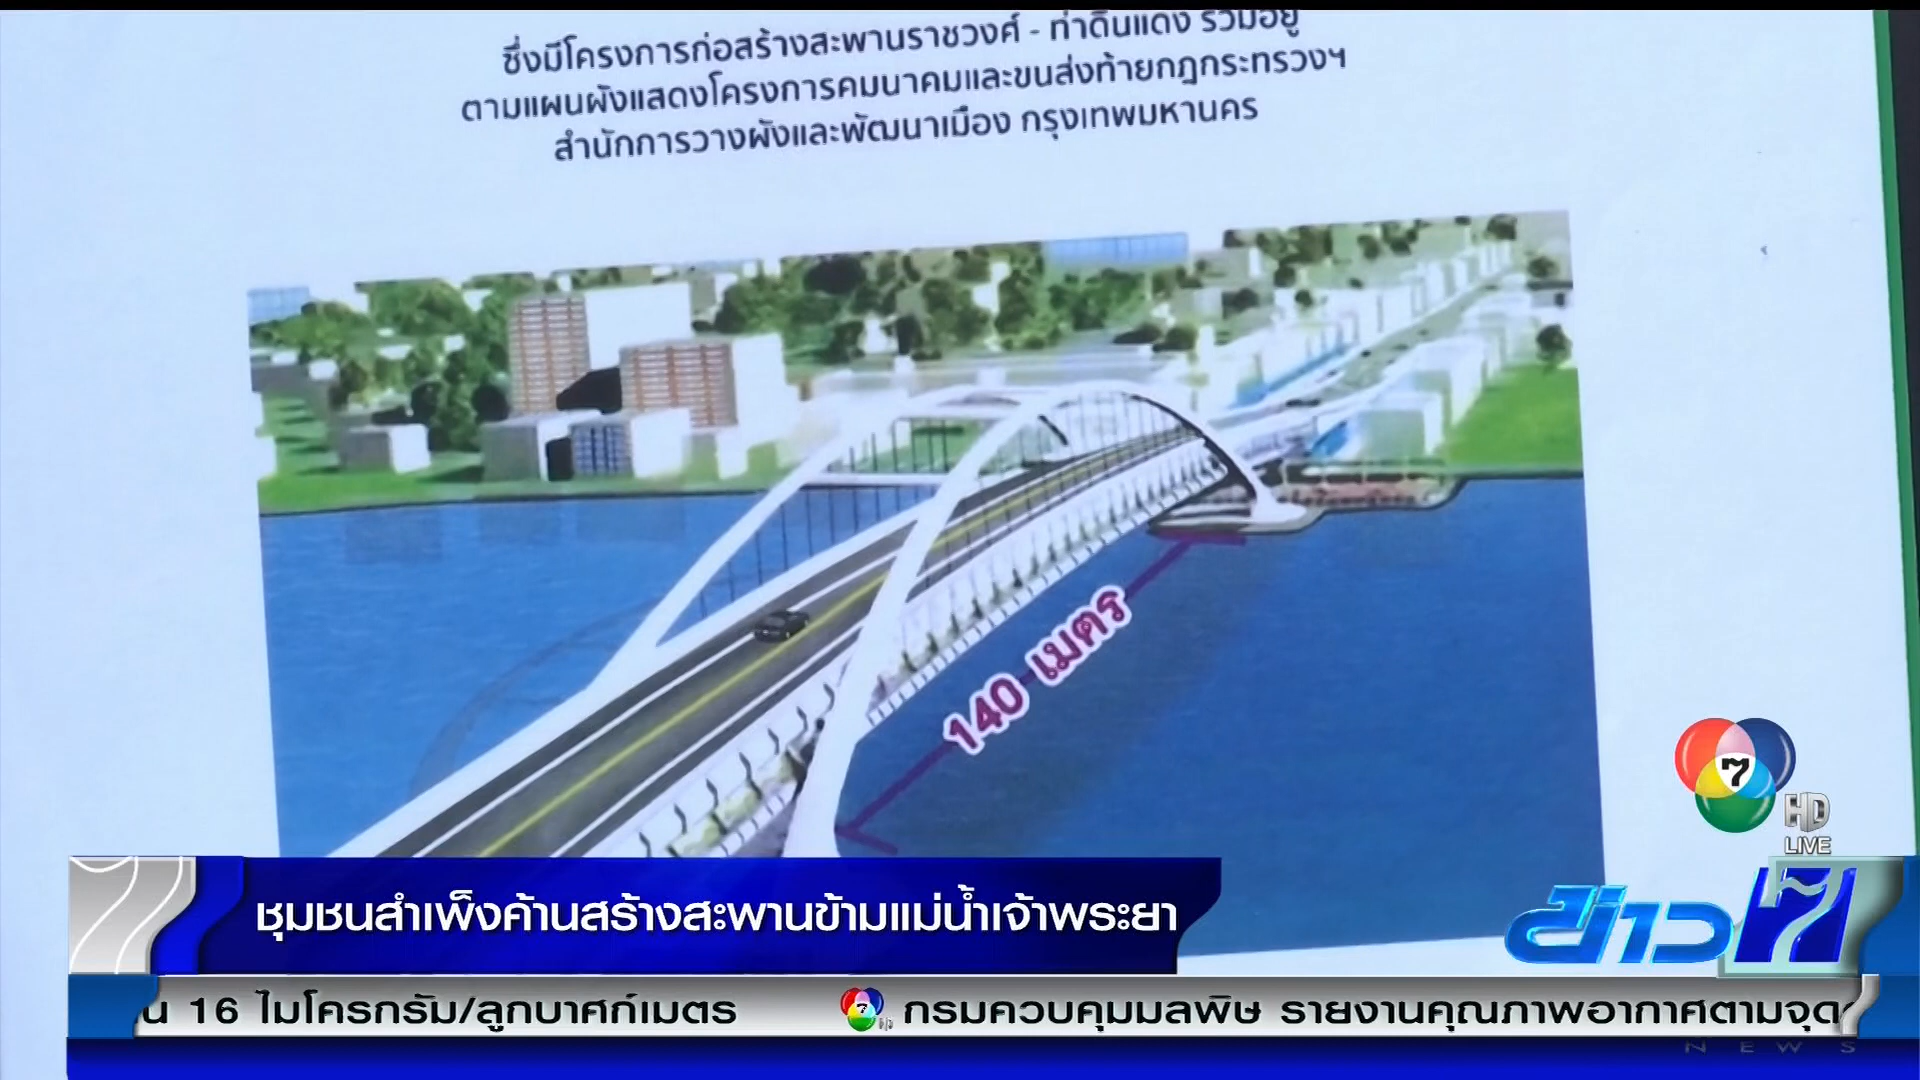 ซึ่งมีโครงการก่อสร้างสะพานราชวงศ์ - ท่าดินแดง รวมอยู่
ตามแผนผังแสดงโครงการคมนาคมและขนส่งท้ายกฎกระทรวงฯ
สำนักการวางผังและพัฒนาเมือง กรุงเทพมหานคร
140 เมตร
7
HD
LIVE
ชุมชนสำเพ็งค้านสร้างสะพานข้ามแม่น้ำเจ้าพระยา
ข่าว 7
16 ไมโครกรัม/ลูกบาศก์เมตร
กรมควบคุมมลพิษ รายงานคุณภาพอากาศตามจุด
NEWS